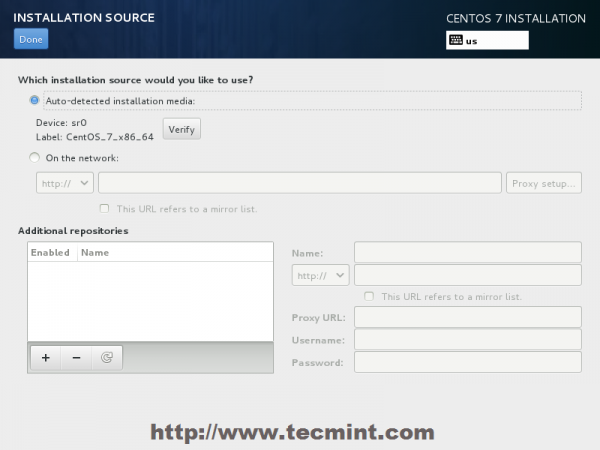 INSTALLATION SOURCE
CENTOS 7 INSTALLATION
Done
us
Which installation source would you like to use?
Auto-detected installation media:
Device: sr0
Label: CentOS_7_x86_64
Verify
On the network:
http://
Proxy setup...
This URL refers to a mirror list.
Additional repositories
Enabled Name
Name:
http://
This URL refers to a mirror list.
Proxy URL:
Username:
Password:
http://www.tecmint.com